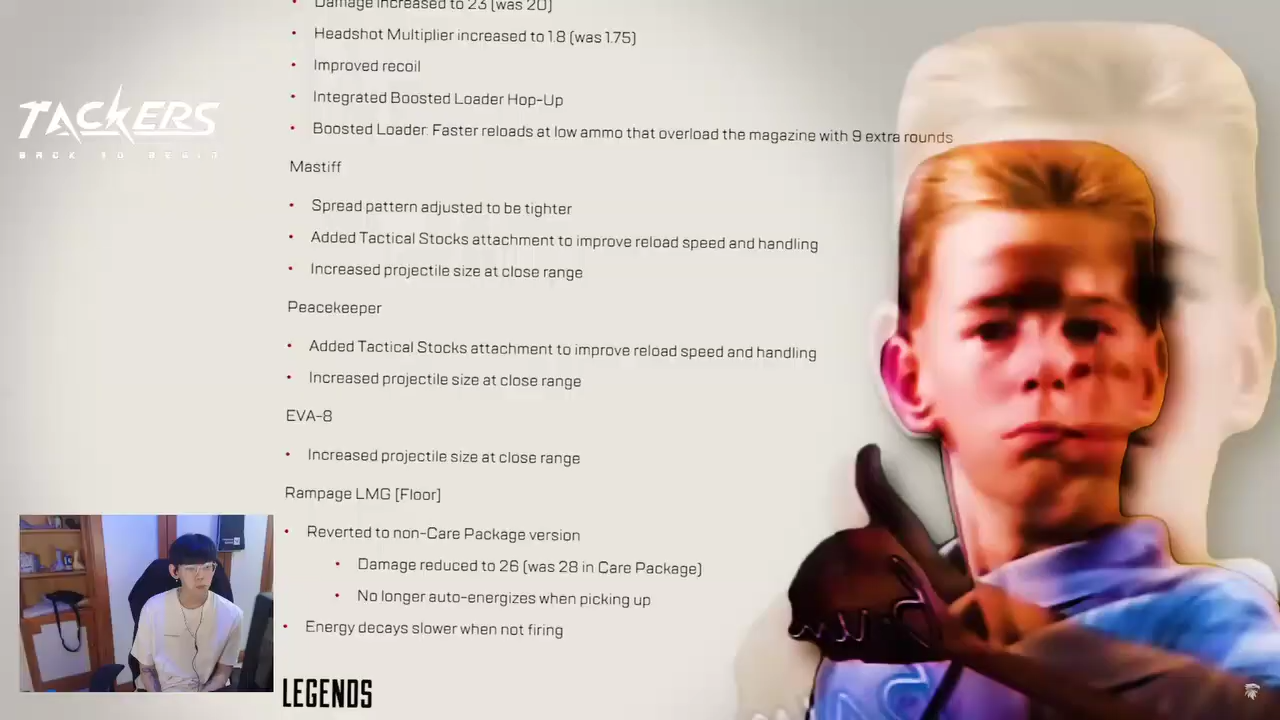 Damage increased to 23 (was 20)
Headshot Multiplier increased to 1.8 (was 1.75)
Improved recoil
Integrated Boosted Loader Hop-Up
Boosted Loader: Faster reloads at low ammo that overload the magazine with 9 extra rounds
TACKERS
BACK TO BEGIN
Mastiff
Spread pattern adjusted to be tighter
Added Tactical Stocks attachment to improve reload speed and handling
Increased projectile size at close range
Peacekeeper
Added Tactical Stocks attachment to improve reload speed and handling
Increased projectile size at close range
EVA-8
Increased projectile size at close range
Rampage LMG [Floor]
Reverted to non-Care Package version
Damage reduced to 26 (was 28 in Care Package)
No longer auto-energizes when picking up
Energy decays slower when not firing
LEGENDS